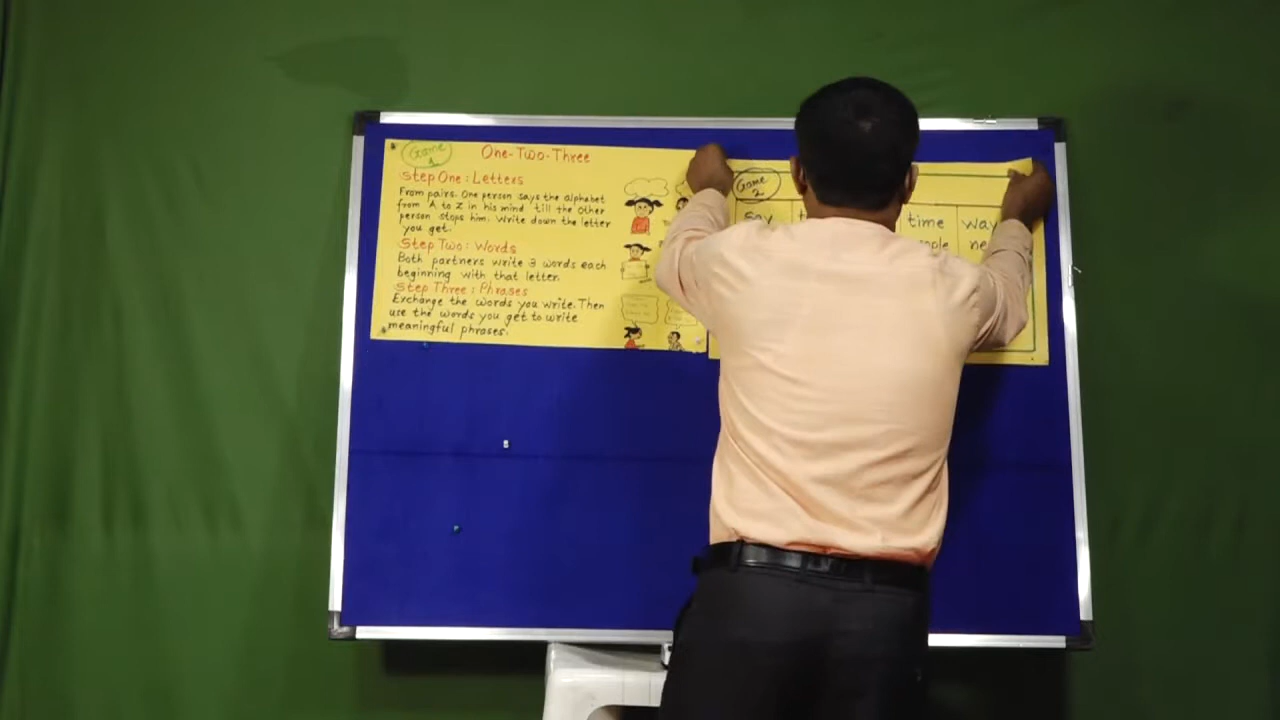 Game 1
One-Two-Three
Step One: Letters
From pairs. One person says the alphabet
from A to Z in his mind till the other
person stops him. Write down the letter
you get.
Step Two: Words
Both partners write 3 words each
beginning with that letter.
Step Three: Phrases
Exchange the words you write. Then
use the words you get to write
meaningful phrases.
Game 2
say time way